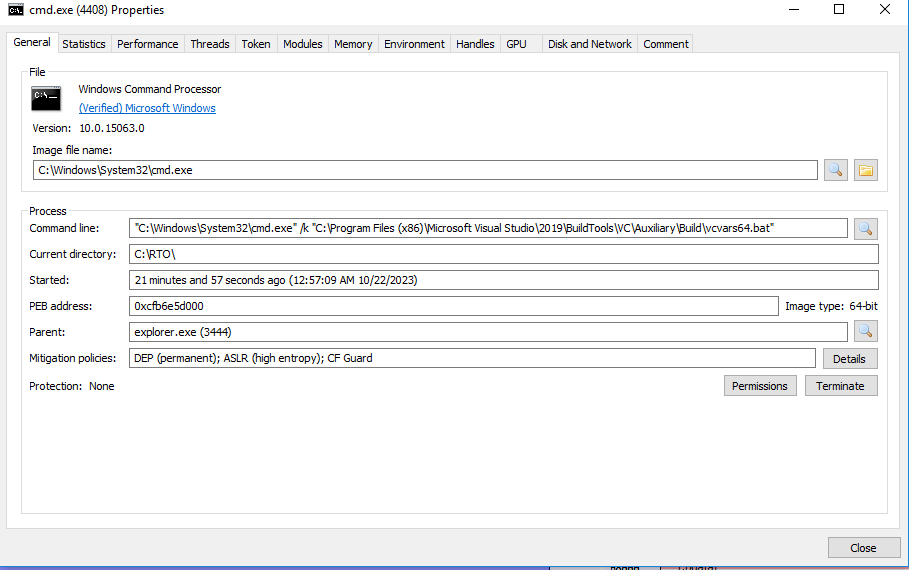 cmd.exe (4408) Properties
General Statistics Performance Threads Token Modules Memory Environment Handles GPU Disk and Network Comment
File
Windows Command Processor
(Verified) Microsoft Windows
Version: 10.0.15063.0
Image file name:
C:\Windows\System32\cmd.exe
Process
Command line: "C:\Windows\System32\cmd.exe" /k "C:\Program Files (x86)\Microsoft Visual Studio\2019\BuildTools\VC\Auxiliary\Build\vcvars64.bat"
Current directory: C:\RTO\
Started: 21 minutes and 57 seconds ago (12:57:09 AM 10/22/2023)
PEB address: 0xcfb6e5d000 Image type: 64-bit
Parent: explorer.exe (3444)
Mitigation policies: DEP (permanent); ASLR (high entropy); CF Guard Details
Protection: None Permissions Terminate
Close